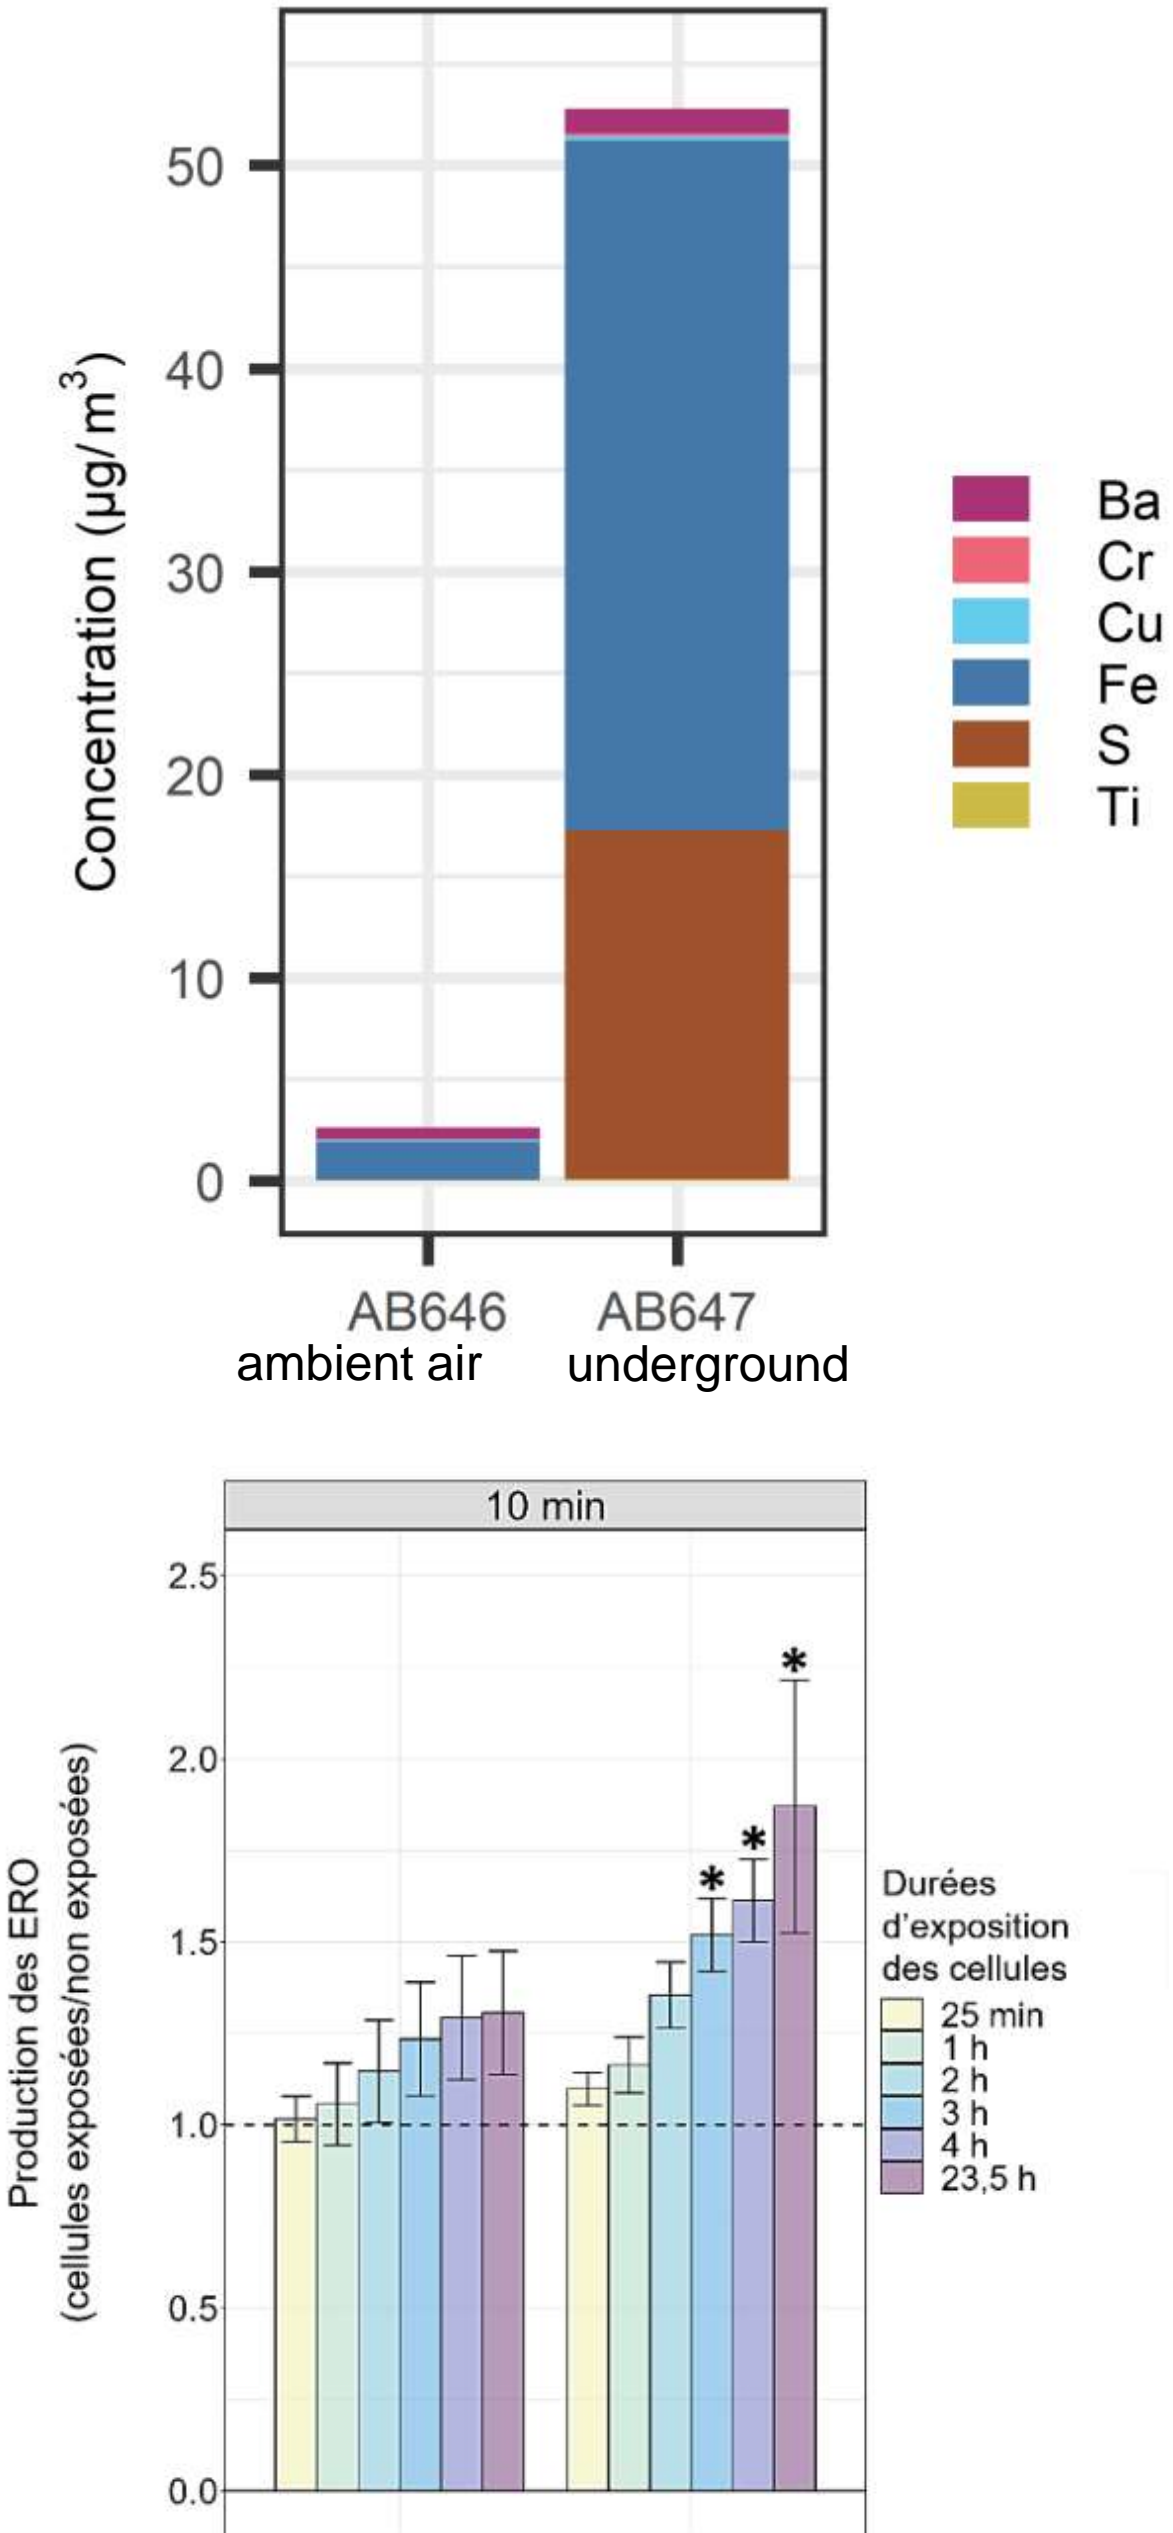 Concentration (µg/m³)
50
40
30
20
10
0
Ba
Cr
Cu
Fe
S
Ti
AB646
AB647
ambient air
underground
10 min
Production des ERO
(cellules exposées/non exposées)
2.5
2.0
1.5
1.0
0.5
0.0
*
*
*
Durées
d'exposition
des cellules
25 min
1 h
2 h
3 h
4 h
23,5 h